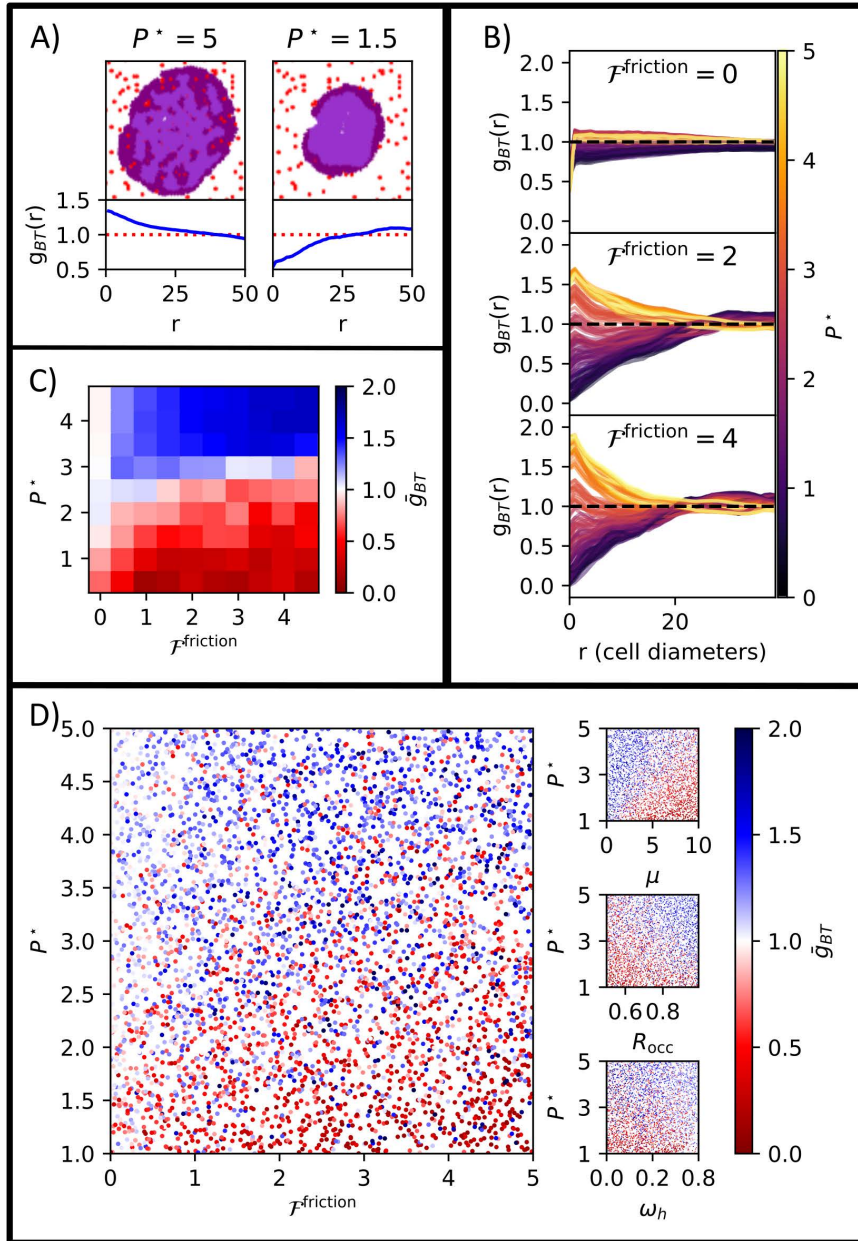 A)
P* = 5
P* = 1.5
1.5
1.0
0.5
g_BT(r)
0 25 50
0 25 50
r
r
B)
𝓕^friction = 0
2.0
1.5
1.0
0.5
0.0
g_BT(r)
𝓕^friction = 2
2.0
1.5
1.0
0.5
0.0
g_BT(r)
𝓕^friction = 4
2.0
1.5
1.0
0.5
0.0
g_BT(r)
0 20
r (cell diameters)
5
4
3
2
1
0
P*
C)
4
3
2
1
P*
0 1 2 3 4
𝓕^friction
2.0
1.5
1.0
0.5
0.0
ḡ_BT
D)
5.0
4.5
4.0
3.5
3.0
2.5
2.0
1.5
1.0
P*
0 1 2 3 4 5
𝓕^friction
5
3
1
P*
0 5 10
μ
5
3
1
P*
0.6 0.8
R_occ
5
3
1
P*
0.0 0.2 0.8
ω_h
2.0
1.5
1.0
0.5
0.0
ḡ_BT